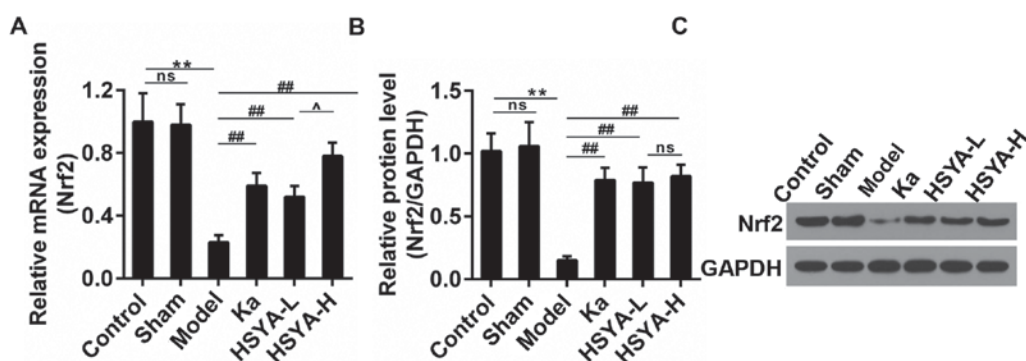 A
Relative mRNA expression
(Nrf2)
1.2
0.8
0.4
0.0
**
ns
##
##
^
##
Control
Sham
Model
Ka
HSYA-L
HSYA-H
B
Relative protien level
(Nrf2/GAPDH)
1.5
1.0
0.5
0.0
**
ns
##
##
##
ns
Control
Sham
Model
Ka
HSYA-L
HSYA-H
C
Control
Sham
Model
Ka
HSYA-L
HSYA-H
Nrf2
GAPDH